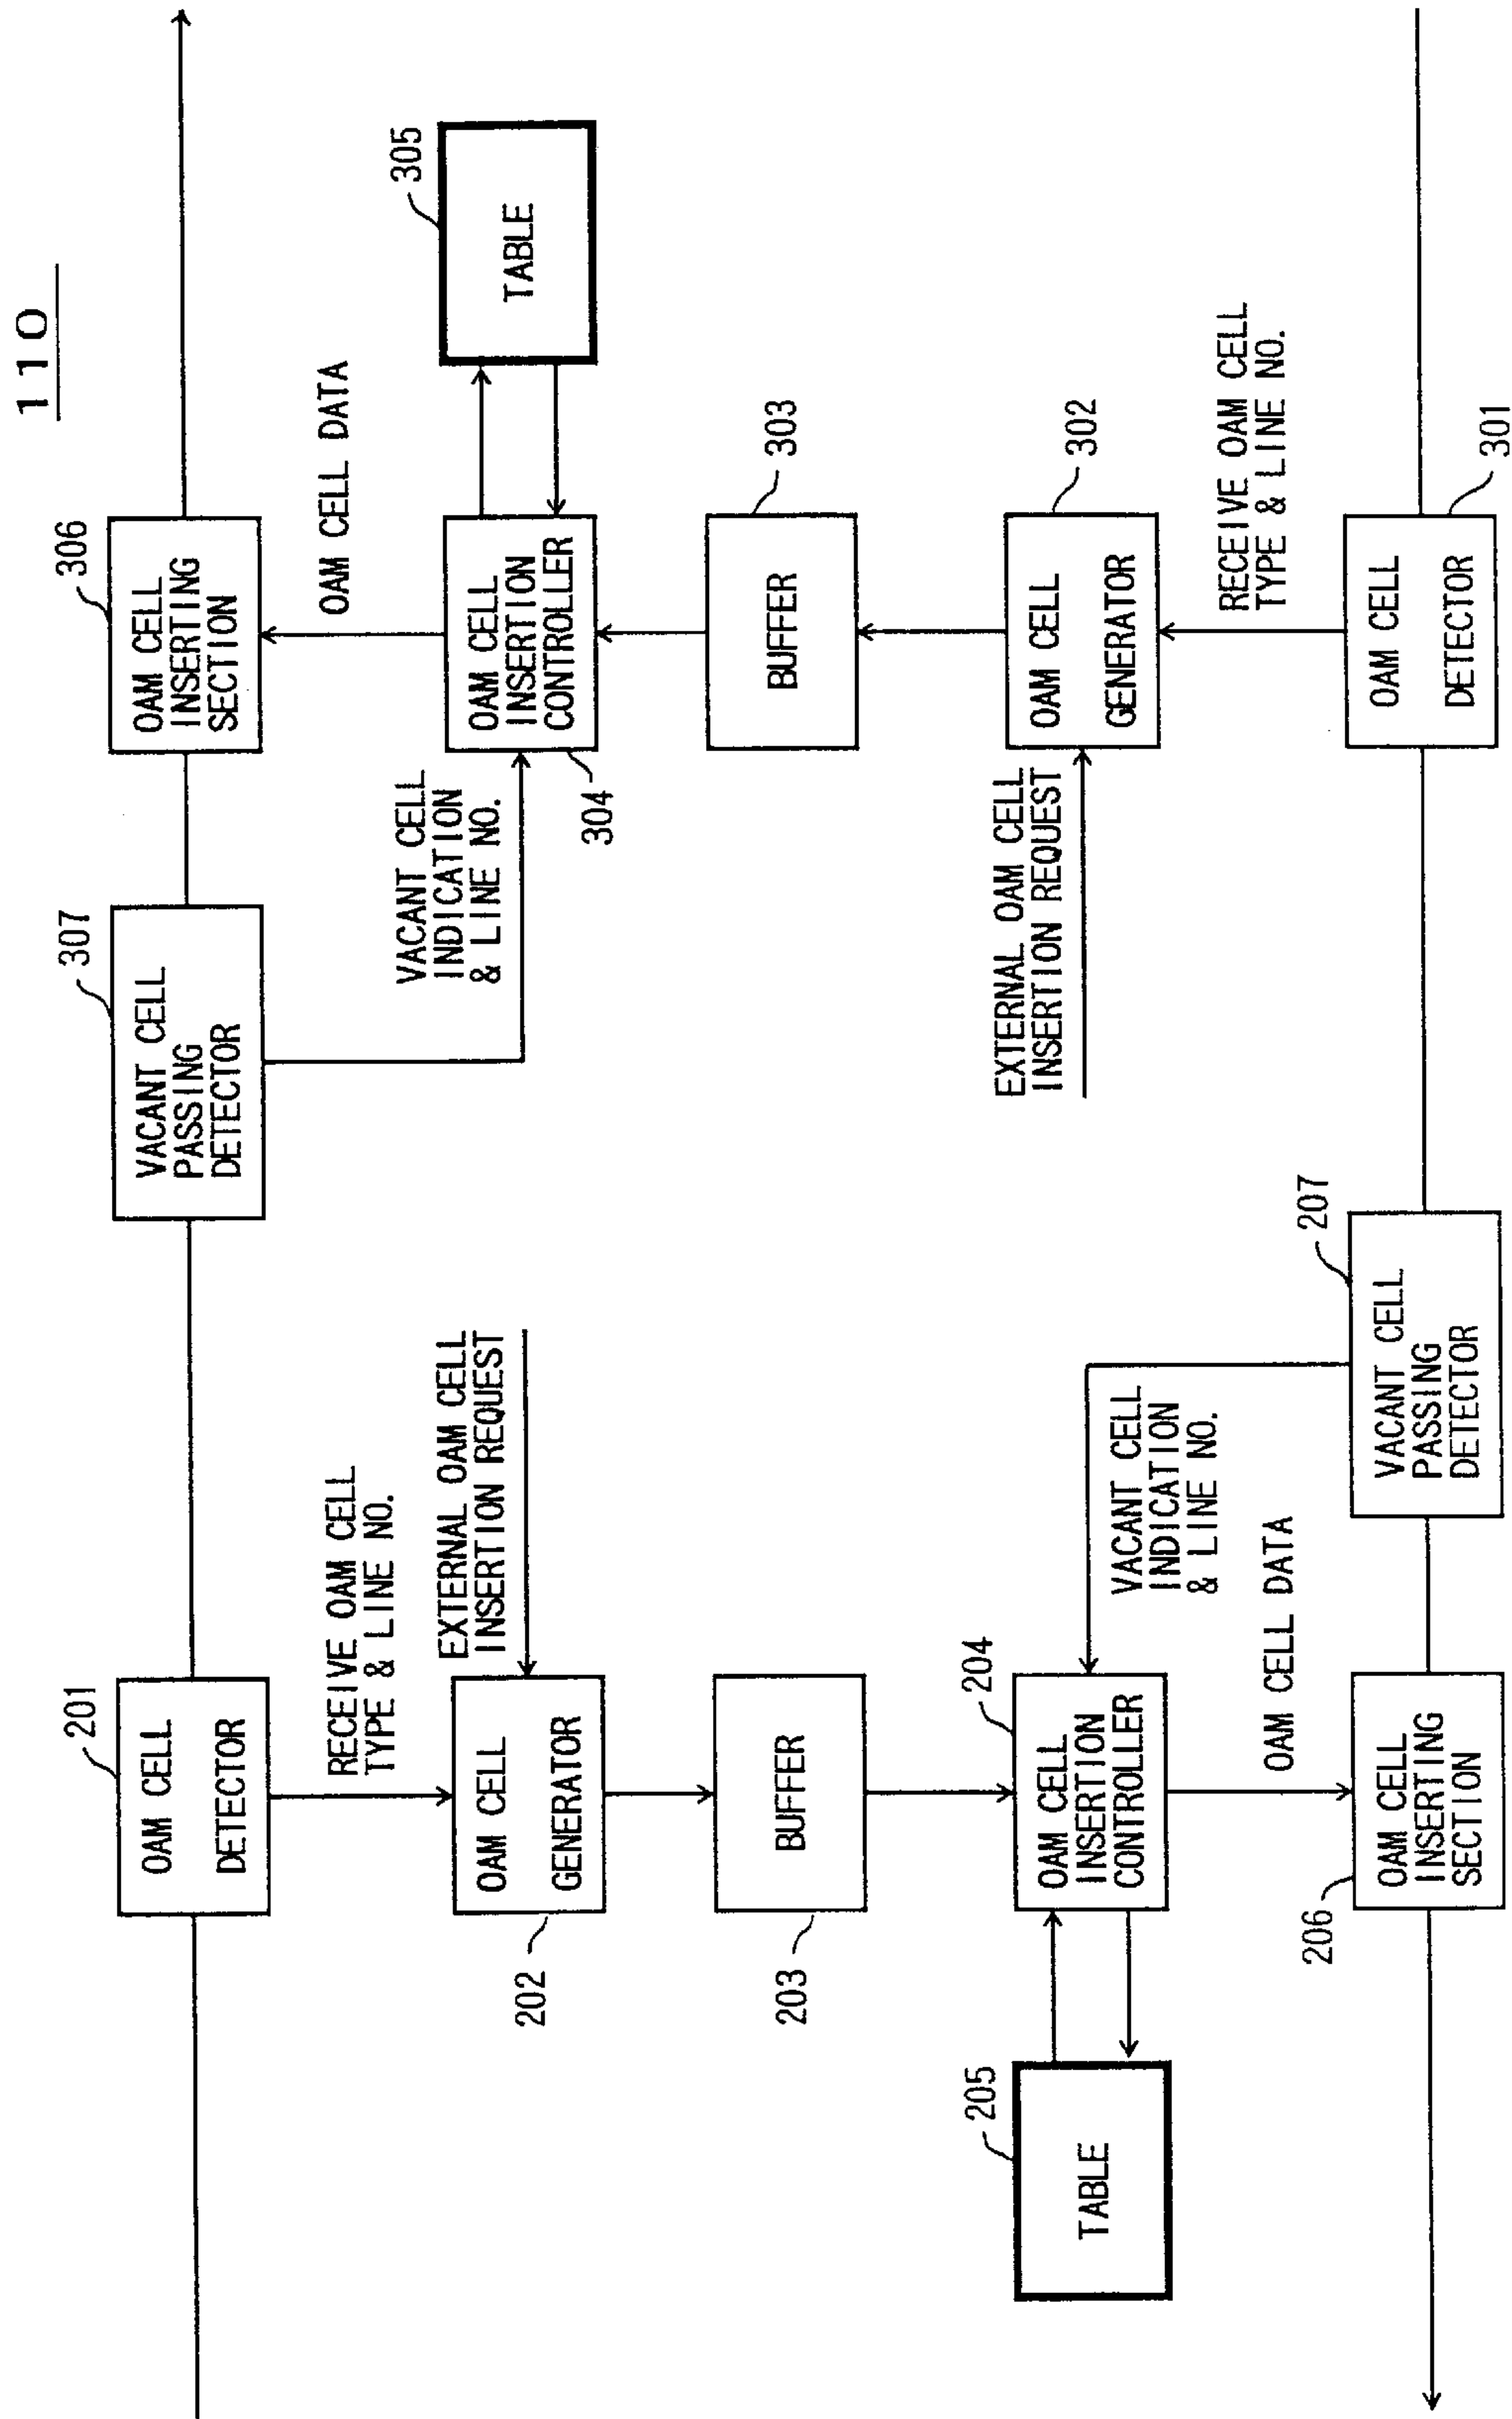 110
201
OAM CELL
DETECTOR
RECEIVE OAM CELL
TYPE & LINE NO.
202
OAM CELL
GENERATOR
EXTERNAL OAM CELL
INSERTION REQUEST
203
BUFFER
204
OAM CELL
INSERTION
CONTROLLER
205
TABLE
VACANT CELL
INDICATION
& LINE NO.
OAM CELL DATA
206
OAM CELL
INSERTING
SECTION
207
VACANT CELL
PASSING
DETECTOR
307
VACANT CELL
PASSING
DETECTOR
306
OAM CELL
INSERTING
SECTION
OAM CELL DATA
VACANT CELL
INDICATION
& LINE NO.
304
OAM CELL
INSERTION
CONTROLLER
305
TABLE
303
BUFFER
302
OAM CELL
GENERATOR
EXTERNAL OAM CELL
INSERTION REQUEST
RECEIVE OAM CELL
TYPE & LINE NO.
301
OAM CELL
DETECTOR